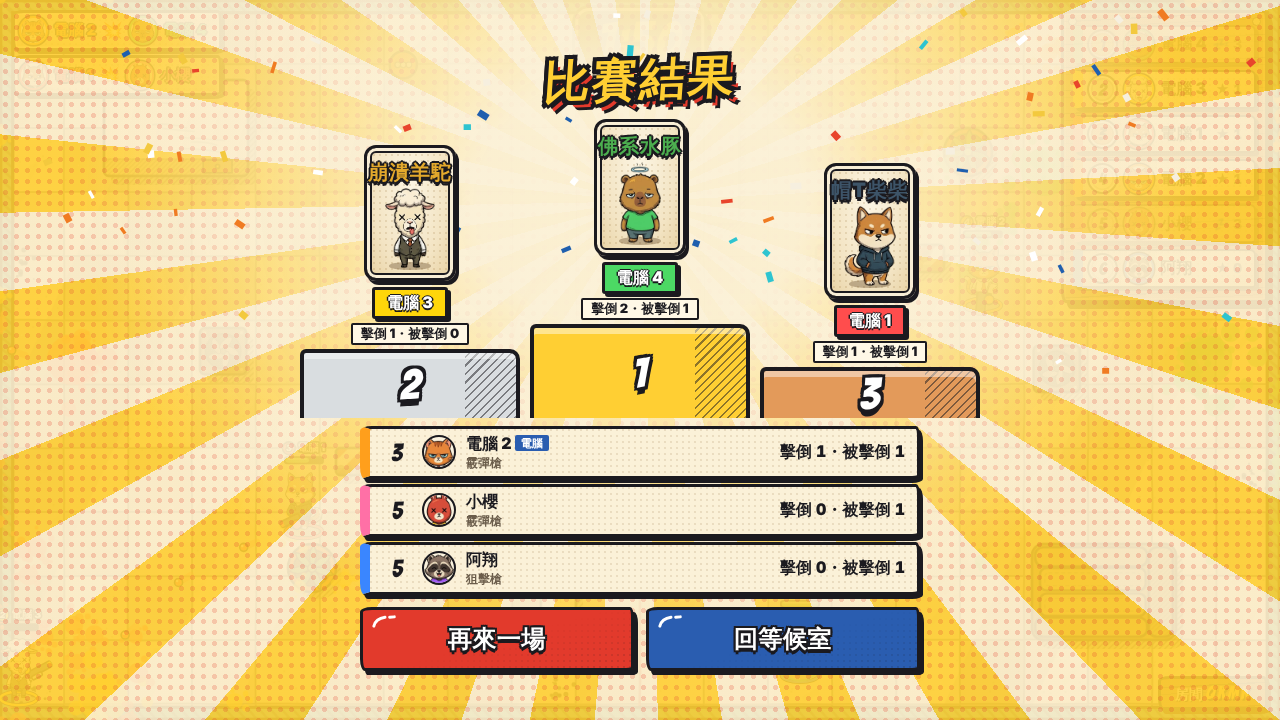 比賽結果
崩潰羊駝
佛系水豚
帽T柴柴
電腦 3
電腦 4
電腦 1
擊倒 1 · 被擊倒 0
擊倒 2 · 被擊倒 1
擊倒 1 · 被擊倒 1
2
1
3
3 電腦 2 電腦 擊倒 1 · 被擊倒 1
霰彈槍
5 小櫻 擊倒 0 · 被擊倒 1
霰彈槍
5 阿翔 擊倒 0 · 被擊倒 1
狙擊槍
再來一場 回等候室